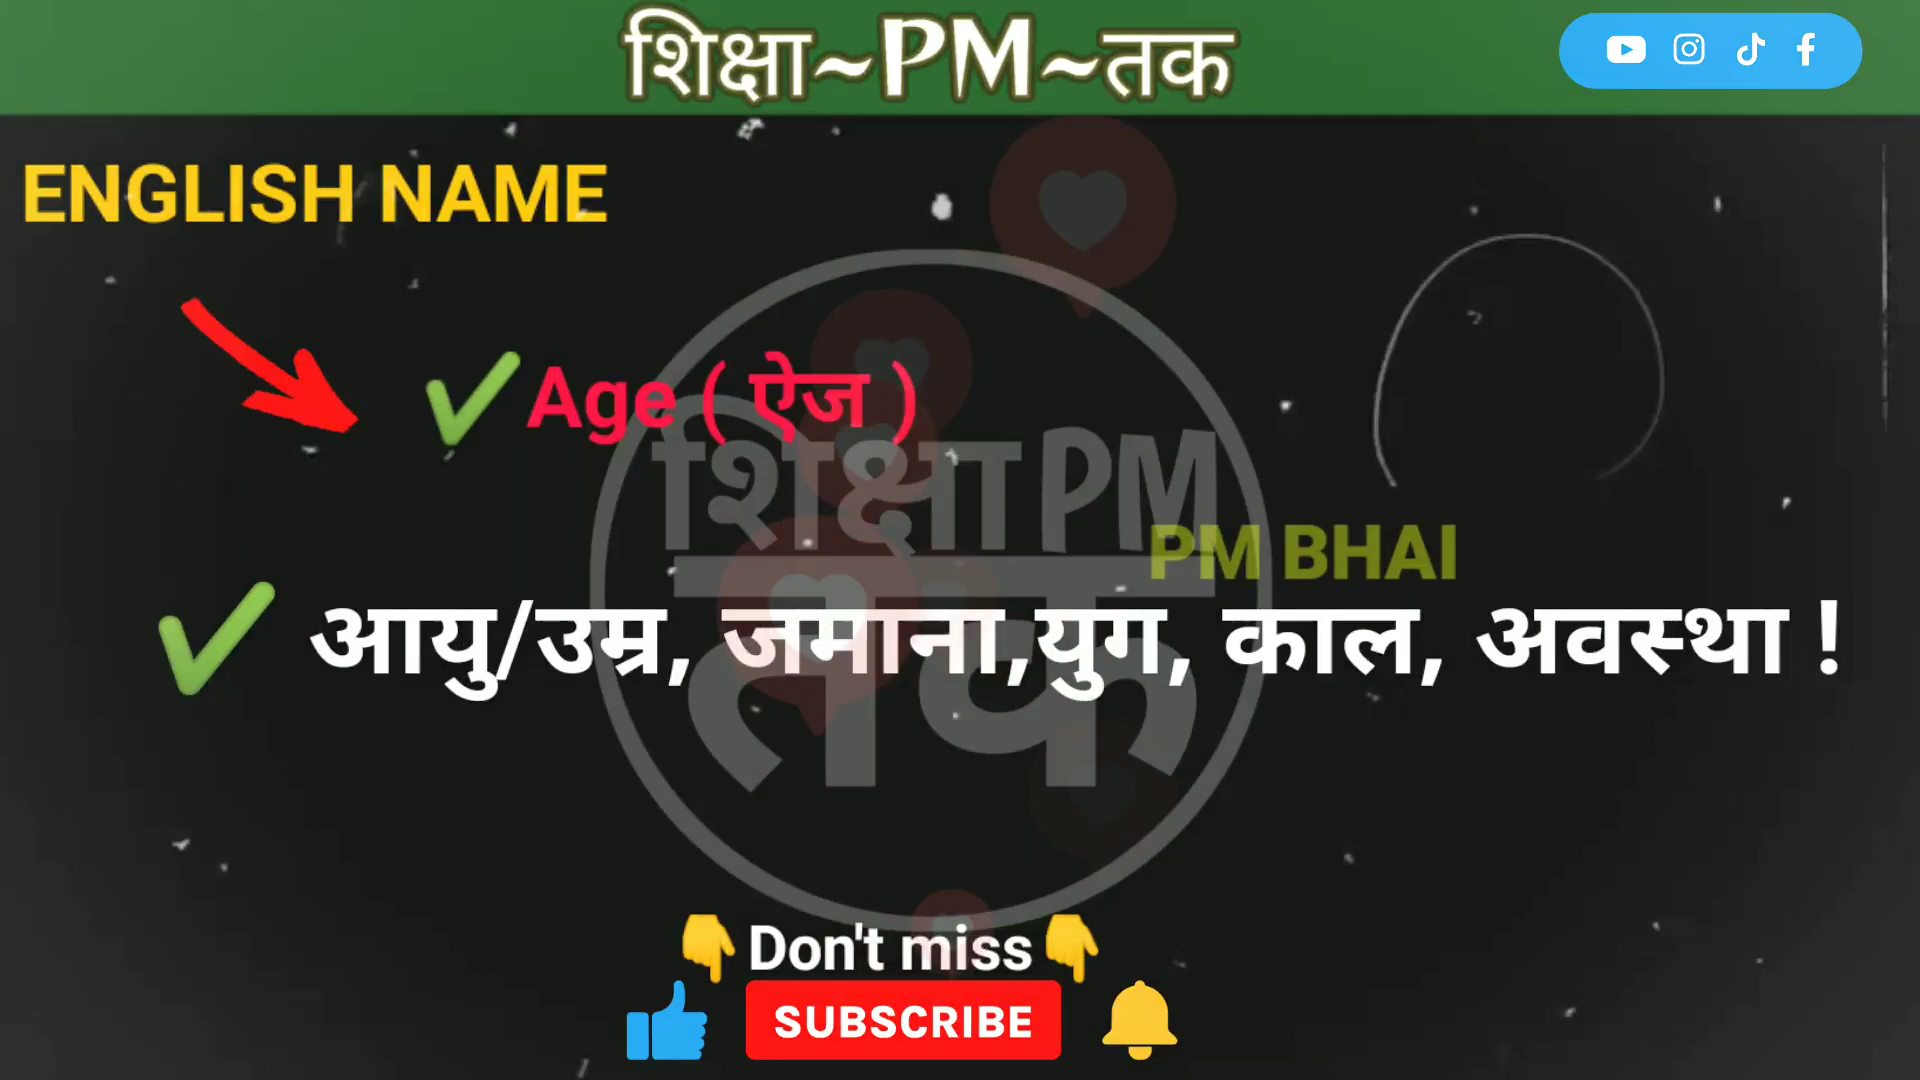 शिक्षा~PM~तक
ENGLISH NAME
✔Age ( ऐज )
शिक्षा PM
तक
PM BHAI
✔ आयु/उम्र, जमाना,युग, काल, अवस्था !
👇Don't miss👇
SUBSCRIBE